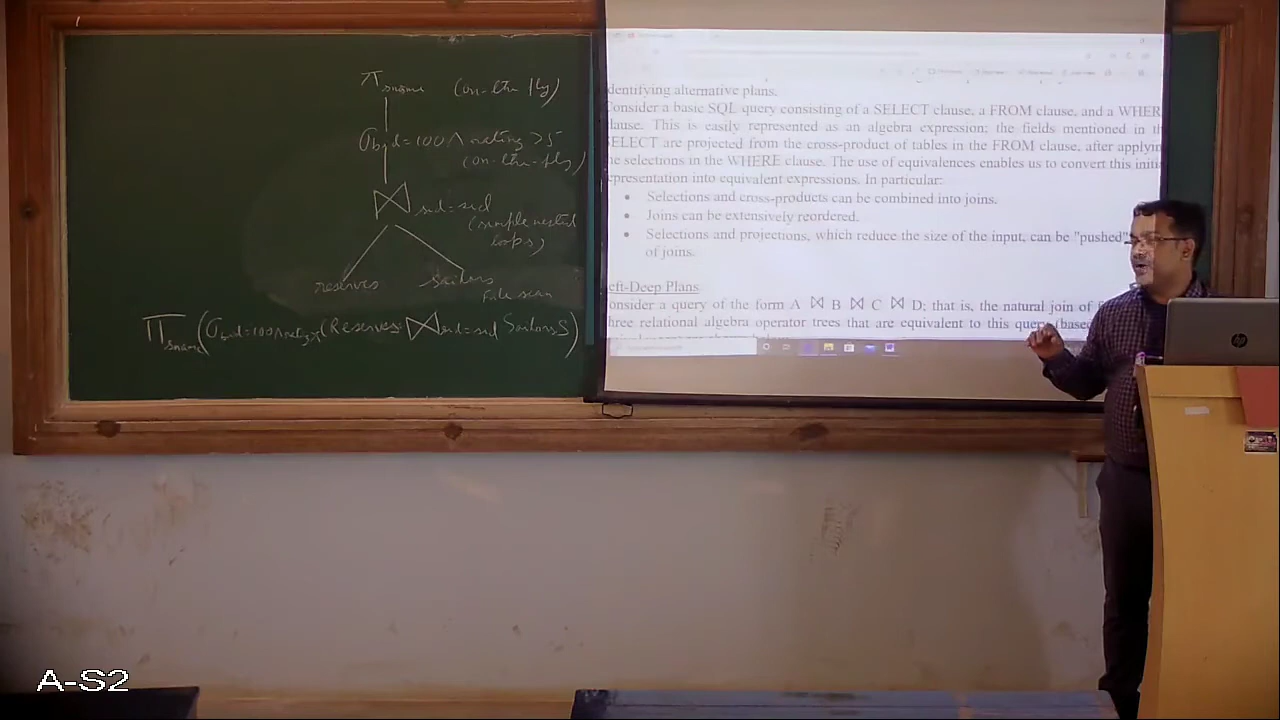 π sname (on-the fly)
σ bid=100 ∧ rating >5
(on-the-fly)
⋈ sid=sid
(simple nested
loops)
reserves Sailors
File scan
π sname (σ bid=100 ∧ (Reserves ⋈ sid=sid Sailors S)
dentifying alternative plans.
Consider a basic SQL query consisting of a SELECT clause, a FROM clause, and a WHER
lause. This is easily represented as an algebra expression; the fields mentioned in th
SELECT are projected from the cross-product of tables in the FROM clause, after applyin
he selections in the WHERE clause. The use of equivalences enables us to convert this initi
epresentation into equivalent expressions. In particular:
• Selections and cross-products can be combined into joins.
• Joins can be extensively reordered.
• Selections and projections, which reduce the size of the input, can be "pushed"
of joins.
eft-Deep Plans
onsider a query of the form A ⋈ B ⋈ C ⋈ D; that is, the natural join of
hree relational algebra operator trees that are equivalent to this query (based
hp
A-S2